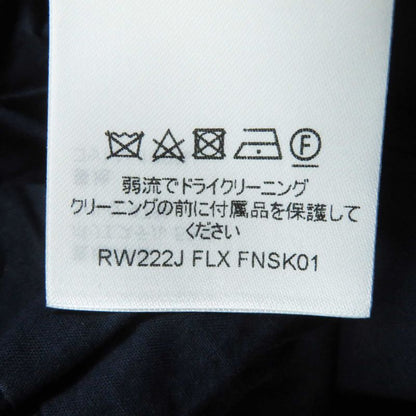 F
弱流でドライクリーニング
クリーニングの前に付属品を保護して
ください
RW222J FLX FNSK01